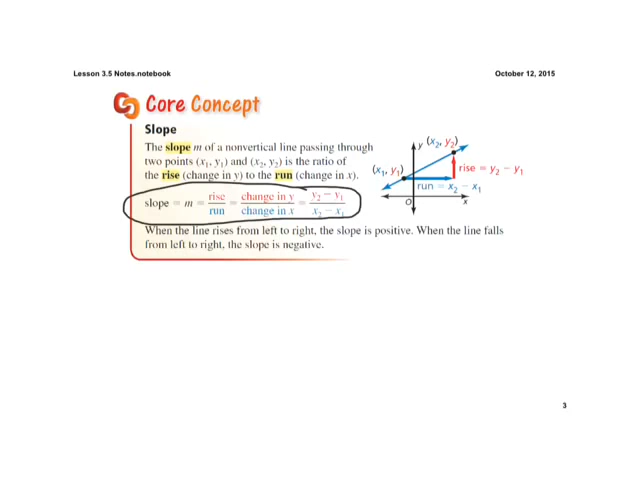 Lesson 3.5 Notes.notebook October 12, 2015
Core Concept
Slope
The slope m of a nonvertical line passing through
two points (x₁, y₁) and (x₂, y₂) is the ratio of
the rise (change in y) to the run (change in x).
slope = m = rise/run = change in y/change in x = y₂ − y₁/x₂ − x₁
When the line rises from left to right, the slope is positive. When the line falls
from left to right, the slope is negative.
y
(x₂, y₂)
(x₁, y₁)
rise = y₂ − y₁
run = x₂ − x₁
O
x
3